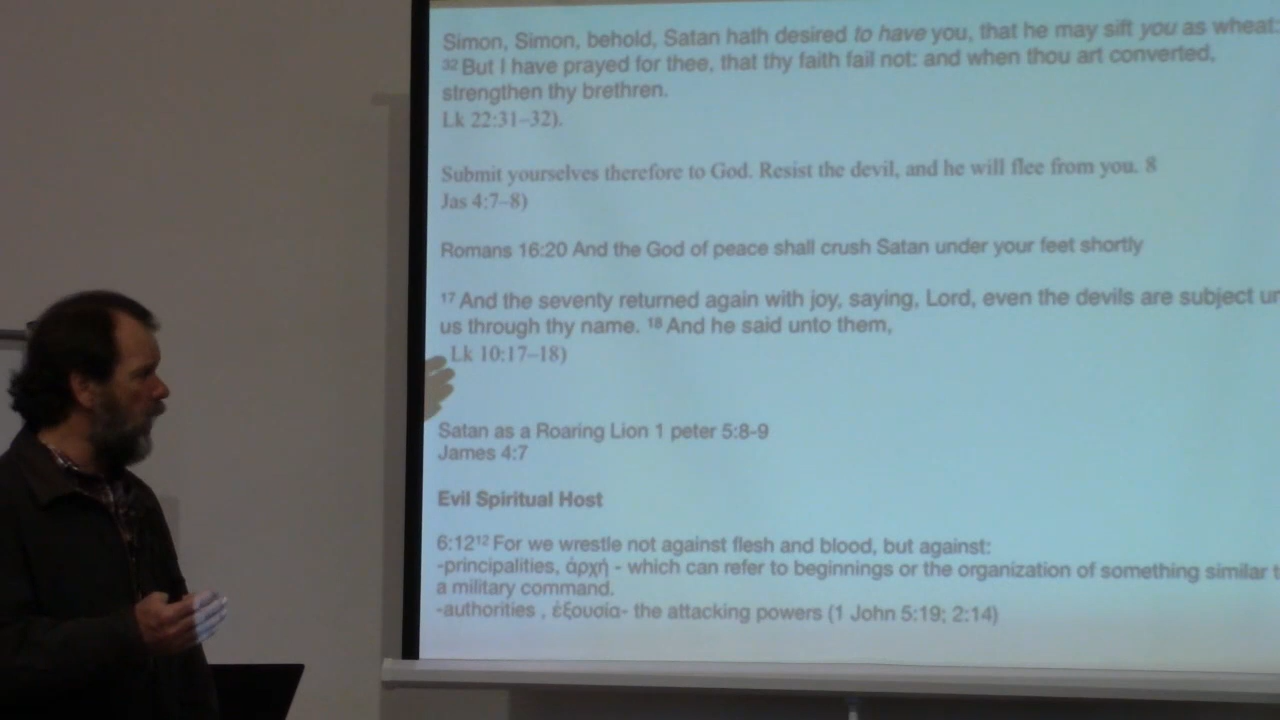 Simon, Simon, behold, Satan hath desired to have you, that he may sift you as wheat:
32 But I have prayed for thee, that thy faith fail not: and when thou art converted,
strengthen thy brethren.
Lk 22:31–32).
Submit yourselves therefore to God. Resist the devil, and he will flee from you. 8
Jas 4:7–8)
Romans 16:20 And the God of peace shall crush Satan under your feet shortly
17 And the seventy returned again with joy, saying, Lord, even the devils are subject
us through thy name. 18 And he said unto them,
Lk 10:17–18)
Satan as a Roaring Lion 1 peter 5:8-9
James 4:7
Evil Spiritual Host
6:12 12 For we wrestle not against flesh and blood, but against:
-principalities, ἀρχή - which can refer to beginnings or the organization of something similar
a military command.
-authorities , ἐξουσία- the attacking powers (1 John 5:19; 2:14)